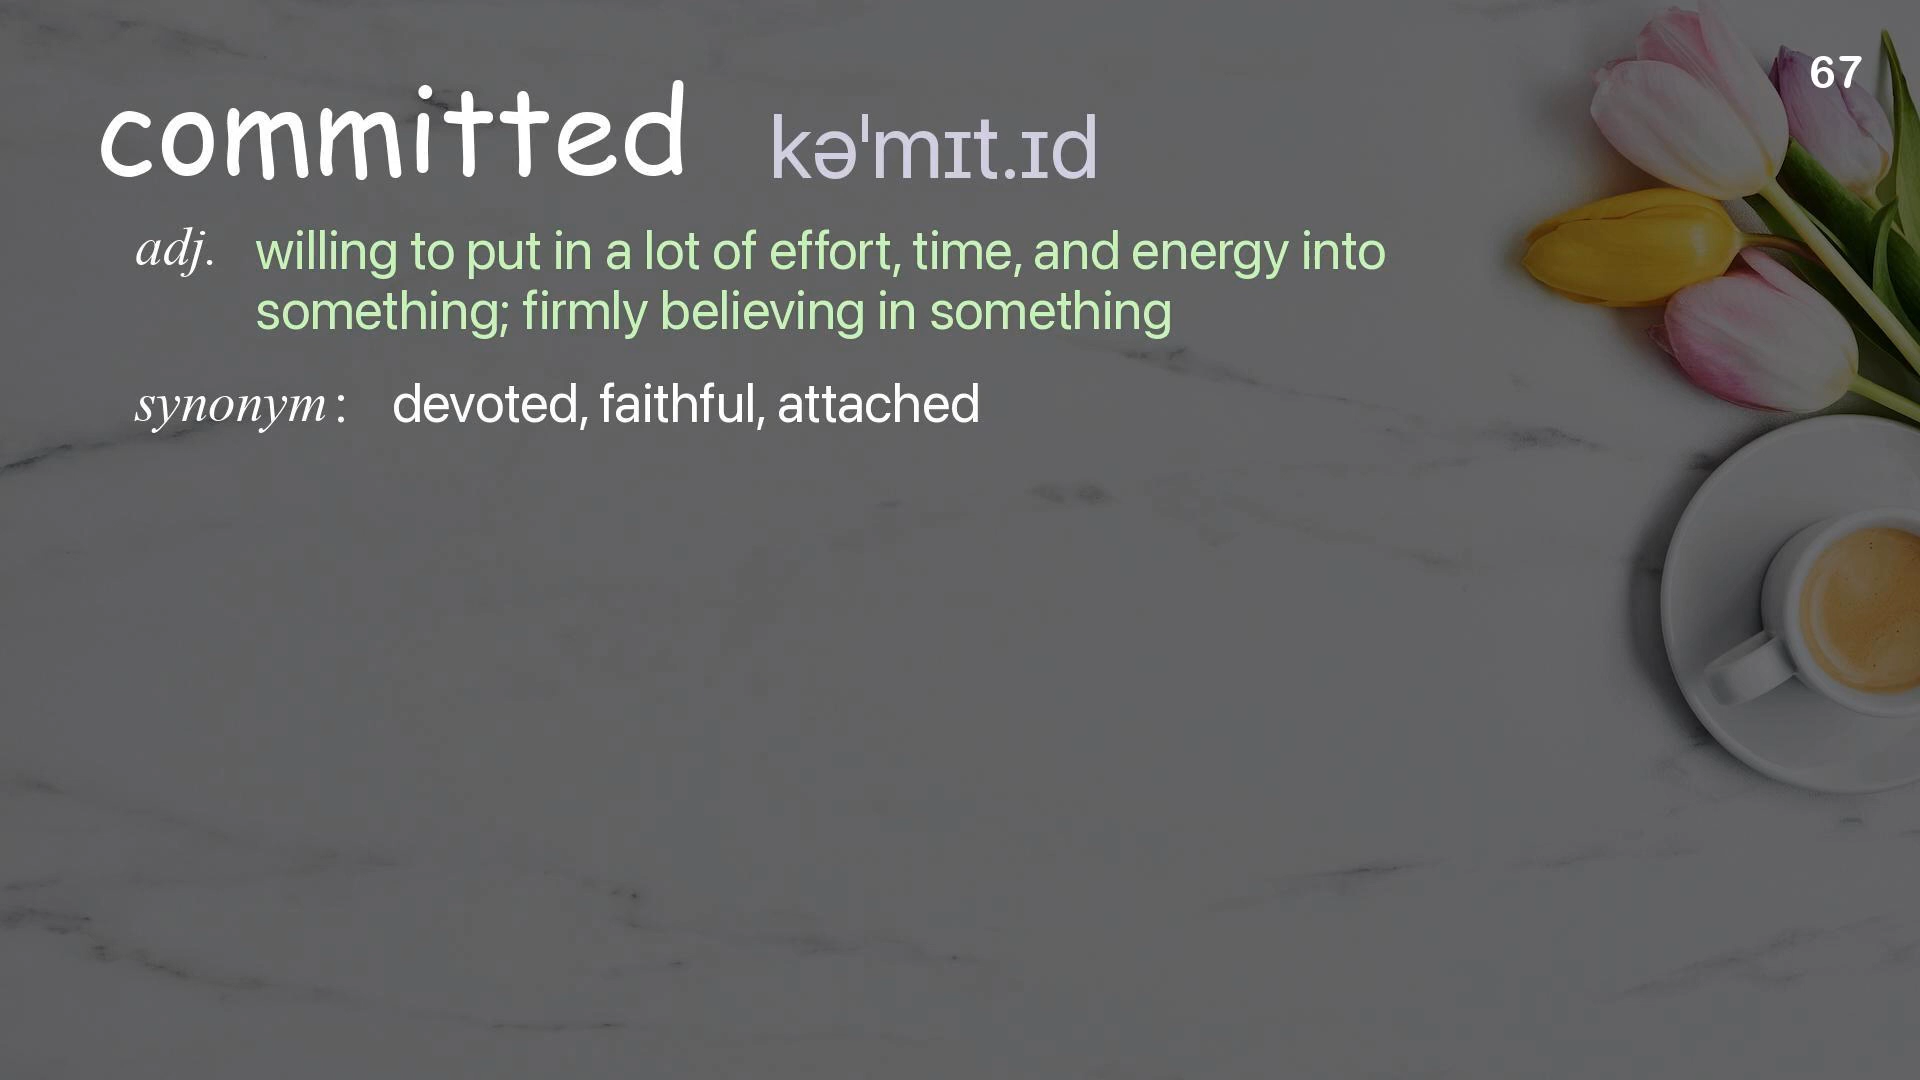 67
committed kəˈmɪt.ɪd
adj. willing to put in a lot of effort, time, and energy into
something; firmly believing in something
synonym: devoted, faithful, attached